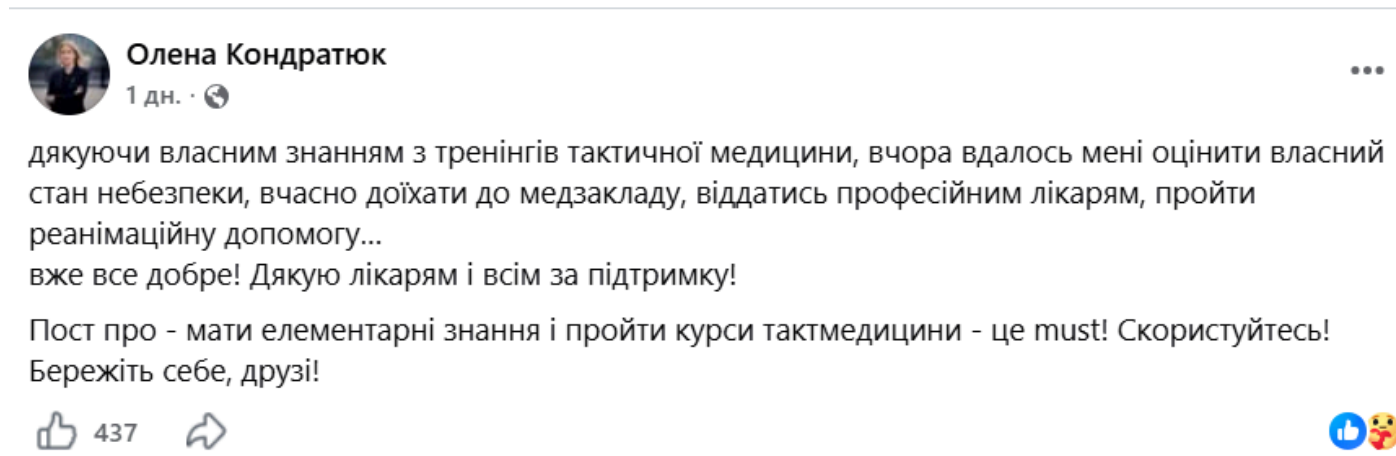 Олена Кондратюк
1 дн. ·
дякуючи власним знанням з тренінгів тактичної медицини, вчора вдалось мені оцінити власний
стан небезпеки, вчасно доїхати до медзакладу, віддатись професійним лікарям, пройти
реанімаційну допомогу...
вже все добре! Дякую лікарям і всім за підтримку!
Пост про - мати елементарні знання і пройти курси тактмедицини - це must! Скористуйтесь!
Бережіть себе, друзі!
437